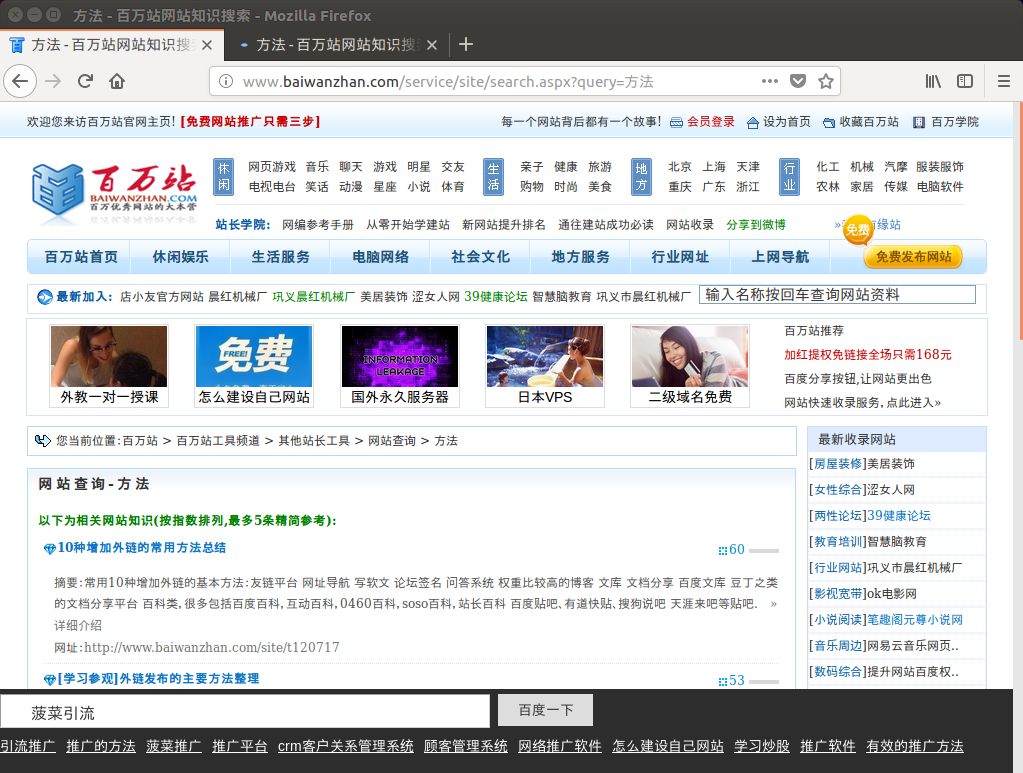 方法 - 百万站网站知识搜索 - Mozilla Firefox
方法 - 百万站网站知识搜 方法 - 百万站网站知识搜
www.baiwanzhan.com/service/site/search.aspx?query=方法
欢迎您来访百万站官网主页! [免费网站推广只需三步] 每一个网站背后都有一个故事! 会员登录 设为首页 收藏百万站 百万学院
百万站
BAIWANZHAN.COM
百万优秀网站的大本营
休闲 网页游戏 音乐 聊天 游戏 明星 交友 生活 亲子 健康 旅游 地方 北京 上海 天津 行业 化工 机械 汽摩 服装服饰
电视电台 笑话 动漫 星座 小说 体育 购物 时尚 美食 重庆 广东 浙江 农林 家居 传媒 电脑软件
站长学院: 网编参考手册 从零开始学建站 新网站提升排名 通往建站成功必读 网站收录 分享到微博 有缘站
免费
百万站首页 休闲娱乐 生活服务 电脑网络 社会文化 地方服务 行业网址 上网导航 免费发布网站
最新加入: 店小友官方网站 晨红机械厂 巩义晨红机械厂 美居装饰 涩女人网 39健康论坛 智慧脑教育 巩义市晨红机械厂 输入名称按回车查询网站资料
免费
FREE!
INFORMATION
LEAKAGE
外教一对一授课 怎么建设自己网站 国外永久服务器 日本VPS 二级域名免费
百万站推荐
加红提权免链接全场只需168元
百度分享按钮,让网站更出色
网站快速收录服务,点此进入»
您当前位置:百万站 > 百万站工具频道 > 其他站长工具 > 网站查询 > 方法
网站查询-方法
以下为相关网站知识(按指数排列,最多5条精简参考):
10种增加外链的常用方法总结 60
摘要:常用10种增加外链的基本方法:友链平台 网址导航 写软文 论坛签名 问答系统 权重比较高的博客 文库 文档分享 百度文库 豆丁之类
的文档分享平台 百科类,很多包括百度百科,互动百科,0460百科,soso百科,站长百科 百度贴吧、有道快贴、搜狗说吧 天涯来吧等贴吧. »
详细介绍
网址:http://www.baiwanzhan.com/site/t120717
[学习参观]外链发布的主要方法整理 53
最新收录网站
[房屋装修]美居装饰
[女性综合]涩女人网
[两性论坛]39健康论坛
[教育培训]智慧脑教育
[行业网站]巩义市晨红机械厂
[影视宽带]ok电影网
[小说阅读]笔趣阁元尊小说网
[音乐周边]网易云音乐网页..
[数码综合]提升网站百度权..
菠菜引流 百度一下
引流推广 推广的方法 菠菜推广 推广平台 crm客户关系管理系统 顾客管理系统 网络推广软件 怎么建设自己网站 学习炒股 推广软件 有效的推广方法